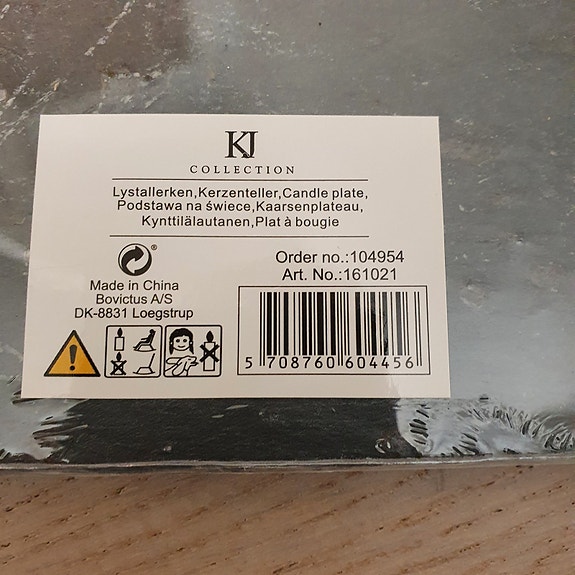 KJ
COLLECTION
Lystallerken,Kerzenteller,Candle plate,
Podstawa na świece,Kaarsenplateau,
Kynttilälautanen,Plat à bougie
®
Order no.:104954
Art. No.:161021
Made in China
Bovictus A/S
DK-8831 Loegstrup
5 708760 604456